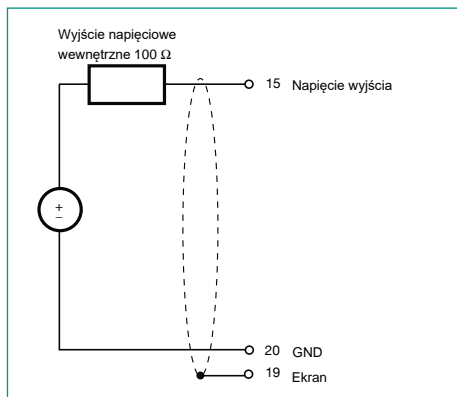 Wyjście napięciowe
wewnętrzne 100 Ω
15 Napięcie wyjścia
+
−
20 GND
19 Ekran